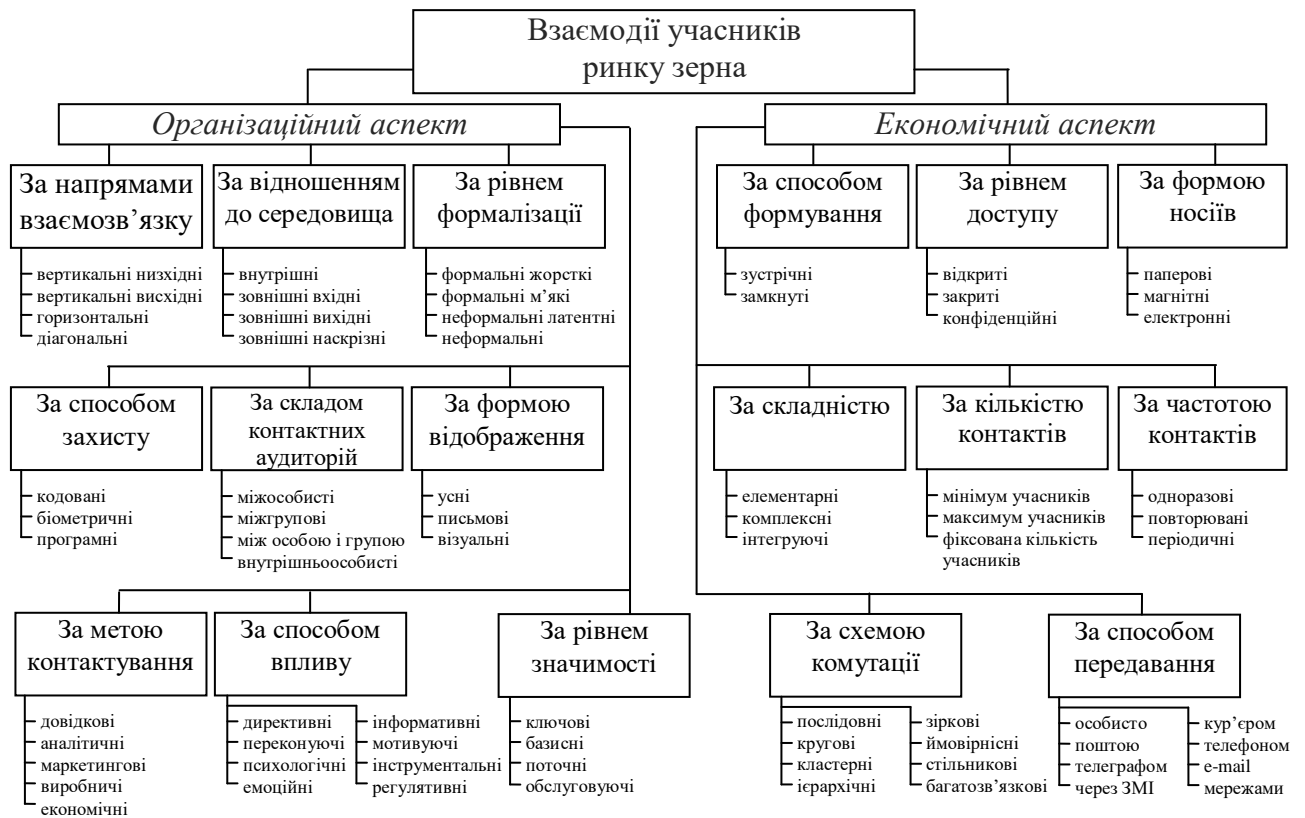 Взаємодії учасників
ринку зерна
Організаційний аспект
Економічний аспект
За напрямами
взаємозв’язку
вертикальні низхідні
вертикальні висхідні
горизонтальні
діагональні
За відношенням
до середовища
внутрішні
зовнішні вхідні
зовнішні вихідні
зовнішні наскрізні
За рівнем
формалізації
формальні жорсткі
формальні м’які
неформальні латентні
неформальні
За способом
формування
зустрічні
замкнуті
За рівнем
доступу
відкриті
закриті
конфіденційні
За формою
носіїв
паперові
магнітні
електронні
За способом
захисту
кодовані
біометричні
програмні
За складом
контактних
аудиторій
міжособисті
міжгрупові
між особою і групою
внутрішньоособисті
За формою
відображення
усні
письмові
візуальні
За складністю
елементарні
комплексні
інтегруючі
За кількістю
контактів
мінімум учасників
максимум учасників
фіксована кількість
учасників
За частотою
контактів
одноразові
повторювані
періодичні
За метою
контактування
довідкові
аналітичні
маркетингові
виробничі
економічні
За способом
впливу
директивні
переконуючі
психологічні
емоційні
інформативні
мотивуючі
інструментальні
регулятивні
За рівнем
значимості
ключові
базисні
поточні
обслуговуючі
За схемою
комутації
послідовні
кругові
кластерні
ієрархічні
зіркові
ймовірнісні
стільникові
багатозв’язкові
За способом
передавання
особисто
поштою
телеграфом
через ЗМІ
кур’єром
телефоном
e-mail
мережами